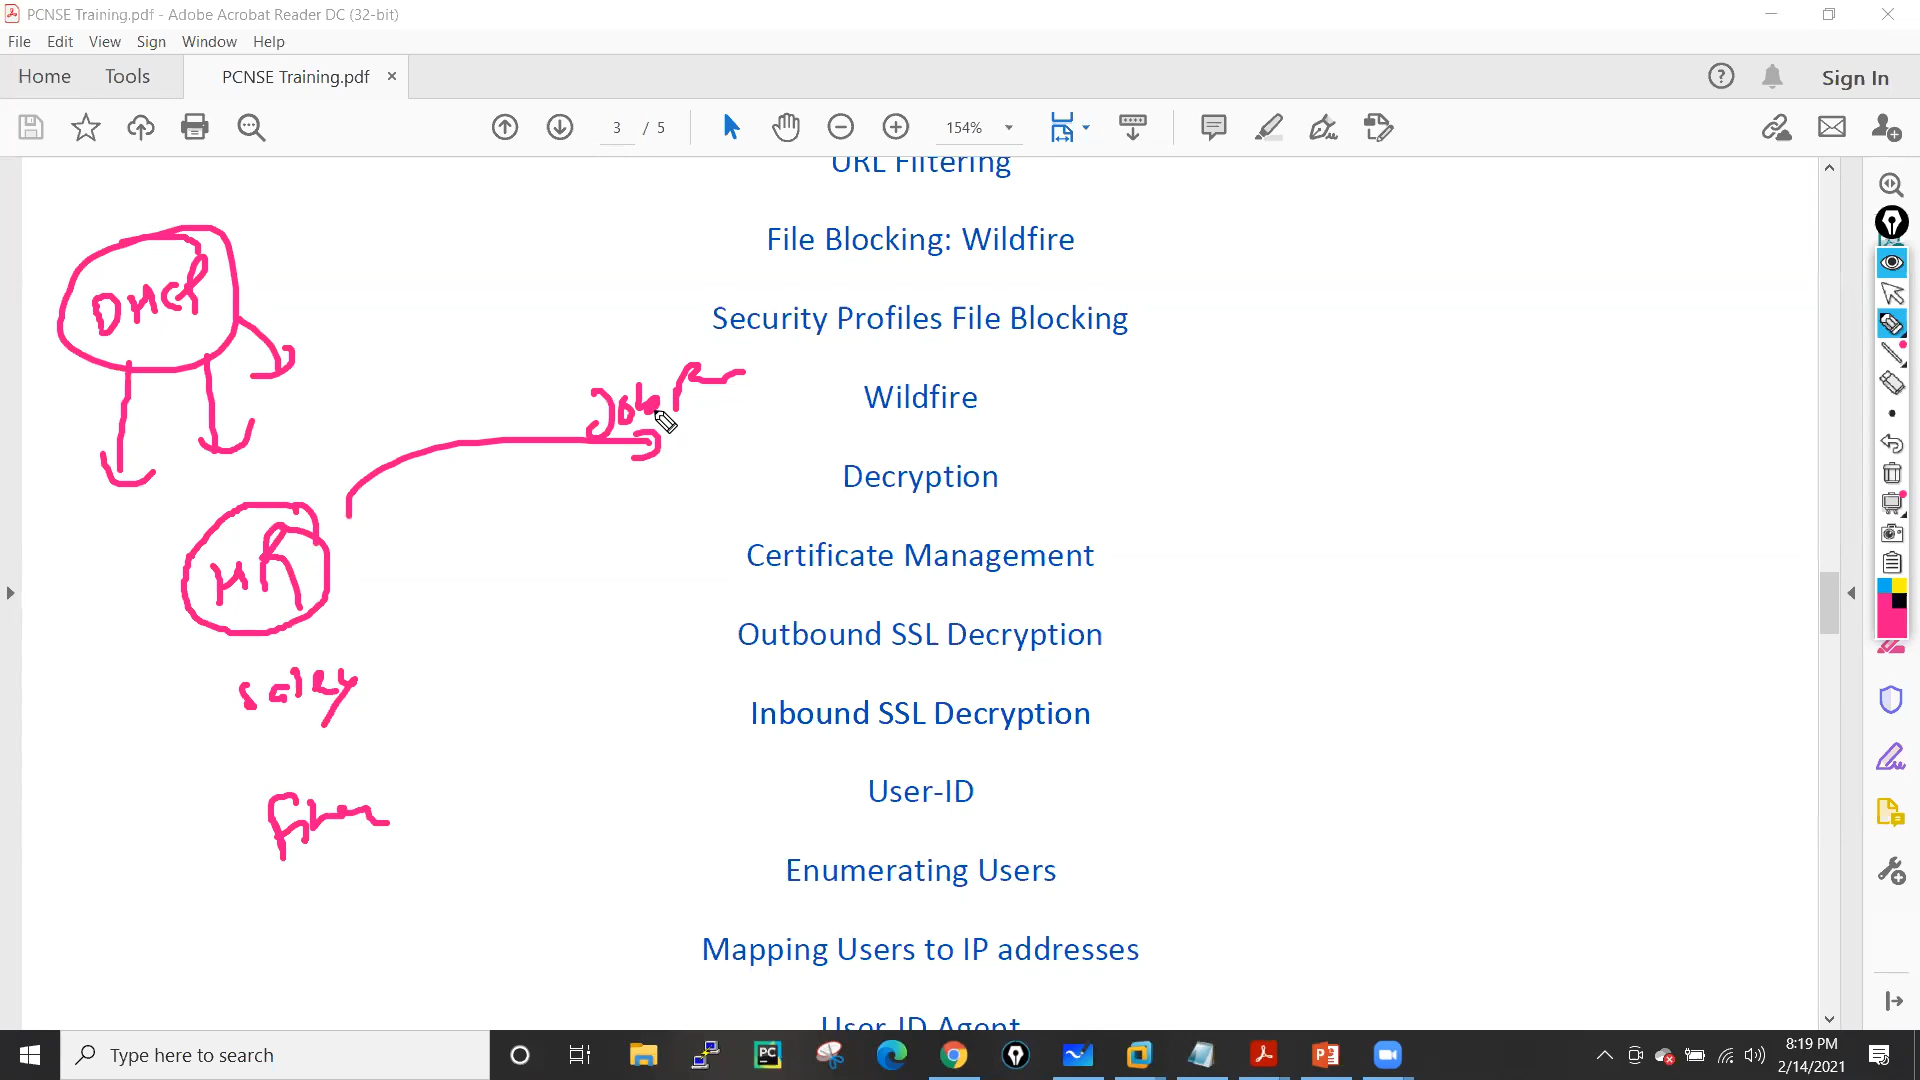 PCNSE Training.pdf - Adobe Acrobat Reader DC (32-bit)
File Edit View Sign Window Help
Home Tools PCNSE Training.pdf × Sign In
3 / 5 154%
URL Filtering
File Blocking: Wildfire
DHCP
Security Profiles File Blocking
Wildfire
Decryption
Certificate Management
HR
Outbound SSL Decryption
Inbound SSL Decryption
User-ID
Enumerating Users
Mapping Users to IP addresses
User-ID Agent
Type here to search
PC
8:19 PM
2/14/2021